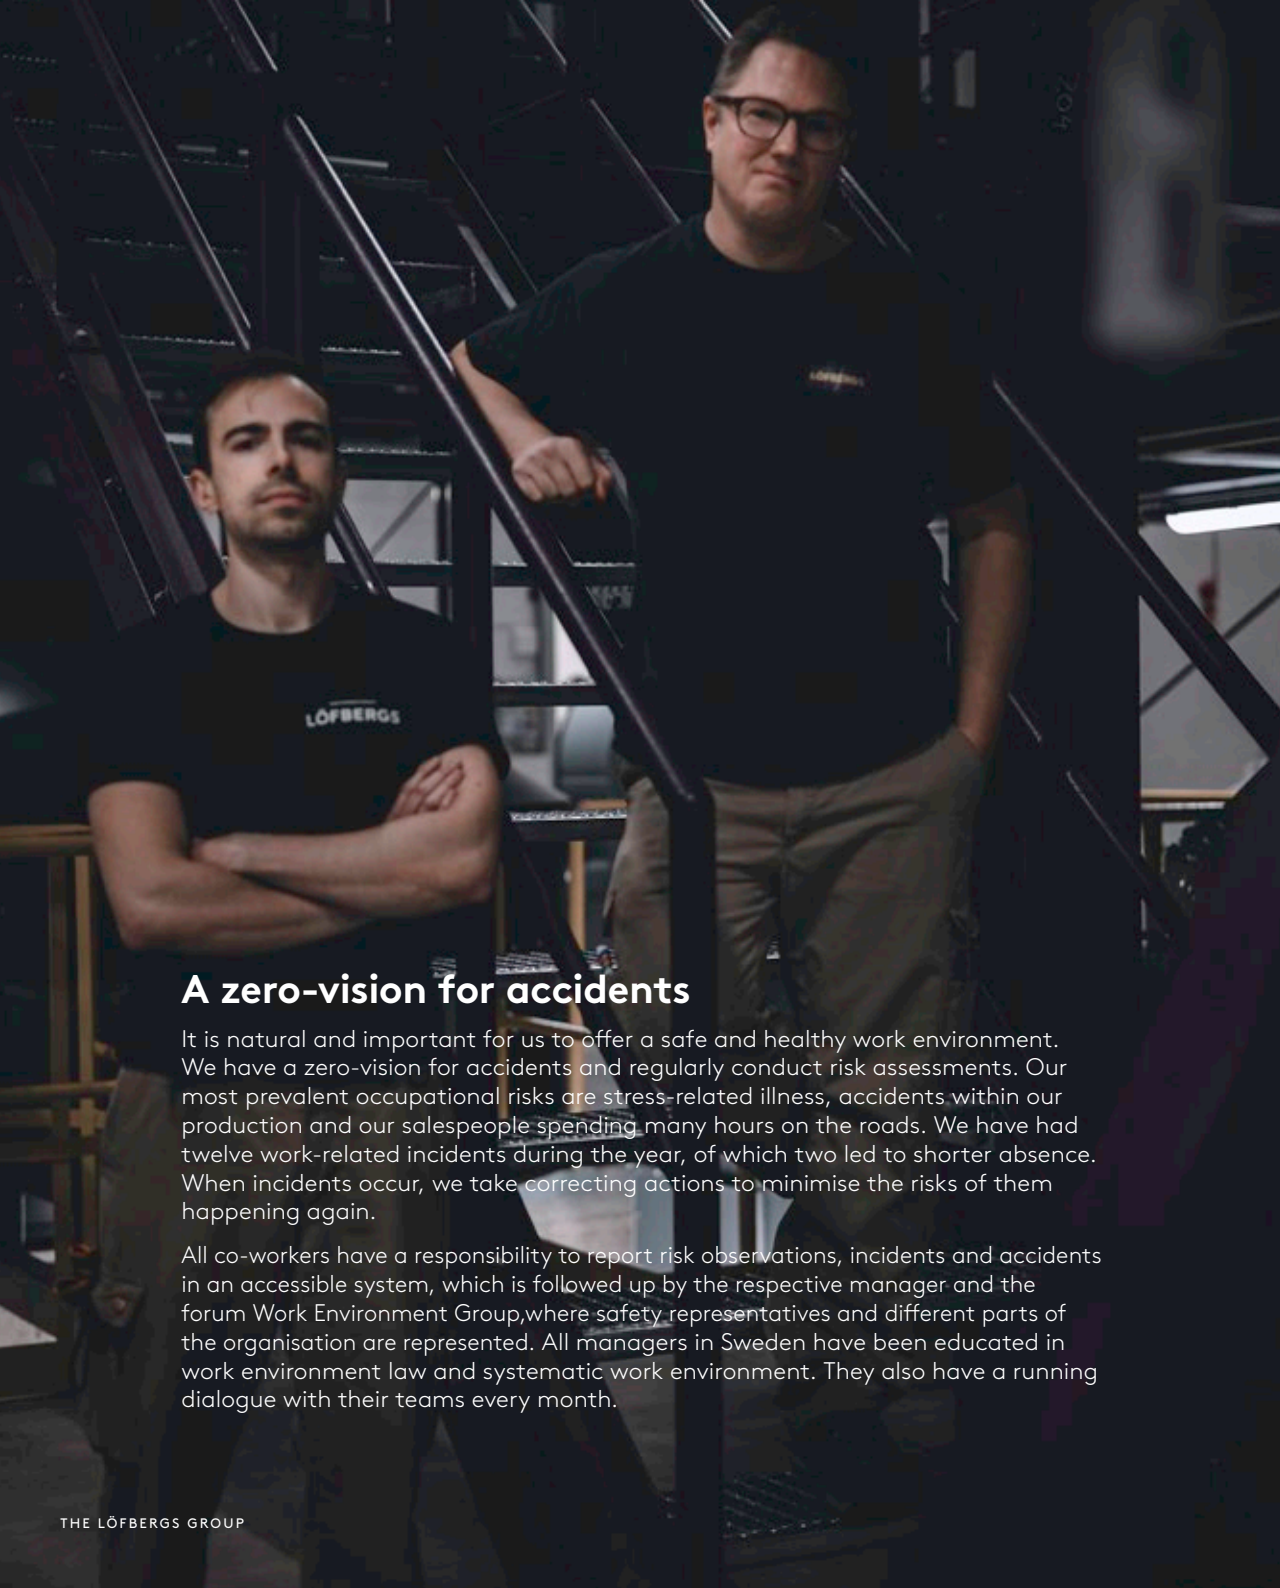 204
LÖFBERGS
LÖFBERGS
A zero-vision for accidents
It is natural and important for us to offer a safe and healthy work environment.
We have a zero-vision for accidents and regularly conduct risk assessments. Our
most prevalent occupational risks are stress-related illness, accidents within our
production and our salespeople spending many hours on the roads. We have had
twelve work-related incidents during the year, of which two led to shorter absence.
When incidents occur, we take correcting actions to minimise the risks of them
happening again.
All co-workers have a responsibility to report risk observations, incidents and accidents
in an accessible system, which is followed up by the respective manager and the
forum Work Environment Group,where safety representatives and different parts of
the organisation are represented. All managers in Sweden have been educated in
work environment law and systematic work environment. They also have a running
dialogue with their teams every month.
THE LÖFBERGS GROUP